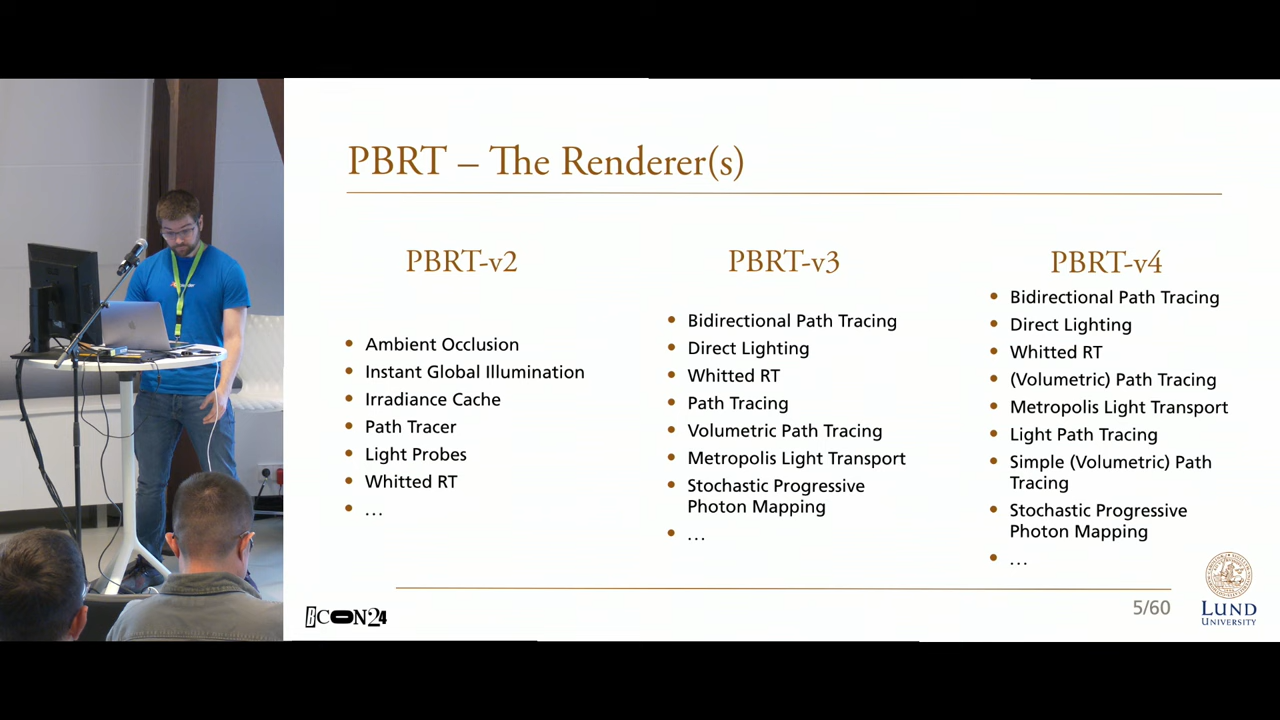 PBRT – The Renderer(s)
PBRT-v2
Ambient Occlusion
Instant Global Illumination
Irradiance Cache
Path Tracer
Light Probes
Whitted RT
…
PBRT-v3
Bidirectional Path Tracing
Direct Lighting
Whitted RT
Path Tracing
Volumetric Path Tracing
Metropolis Light Transport
Stochastic Progressive
Photon Mapping
…
PBRT-v4
Bidirectional Path Tracing
Direct Lighting
Whitted RT
(Volumetric) Path Tracing
Metropolis Light Transport
Light Path Tracing
Simple (Volumetric) Path
Tracing
Stochastic Progressive
Photon Mapping
…
BCON24
5/60
LUND
UNIVERSITY